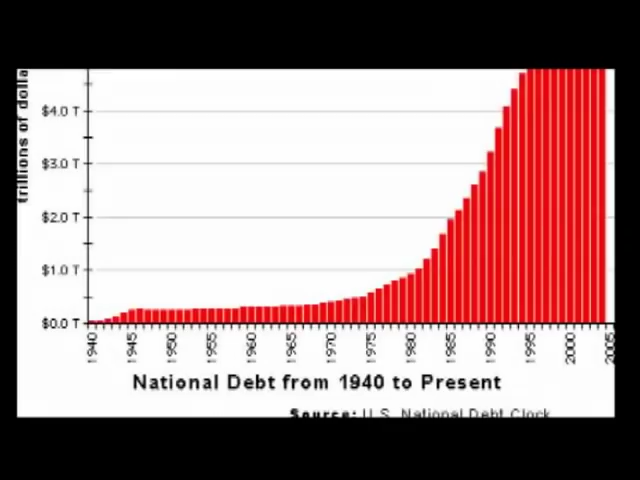 trillions of dolla
$4.0 T
$3.0 T
$2.0 T
$1.0 T
$0.0 T
1940 1945 1950 1955 1960 1965 1970 1975 1980 1985 1990 1995 2000 2005
National Debt from 1940 to Present
Source: U.S. National Debt Clock